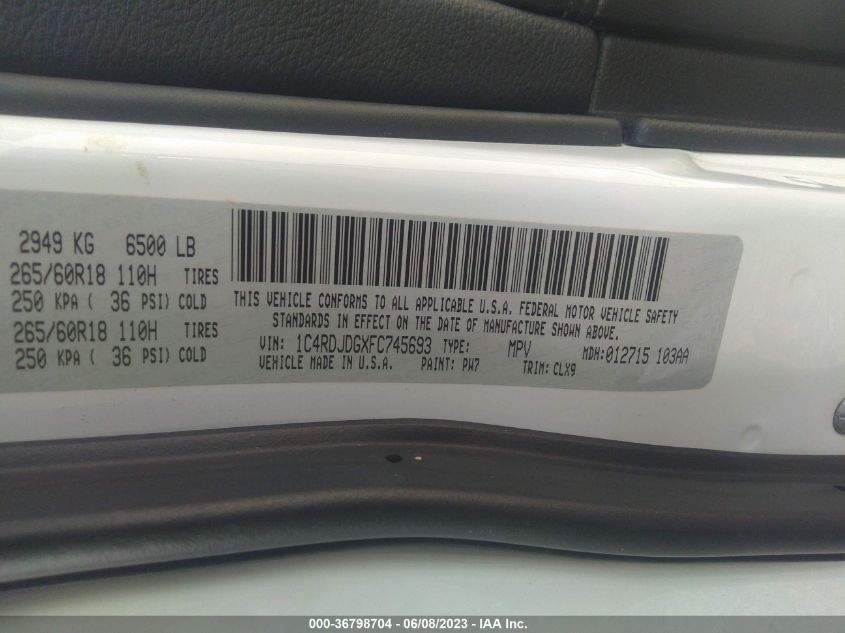 2949 KG 6500 LB
265/60R18 110H TIRES
250 KPA ( 36 PSI) COLD
265/60R18 110H TIRES
250 KPA ( 36 PSI) COLD
THIS VEHICLE CONFORMS TO ALL APPLICABLE U.S.A. FEDERAL MOTOR VEHICLE SAFETY
STANDARDS IN EFFECT ON THE DATE OF MANUFACTURE SHOWN ABOVE.
VIN: 1C4RDJDGXFC745693 TYPE: MPV MDH:012715 103AA
VEHICLE MADE IN U.S.A. PAINT: PW7 TRIM: CLX9
000-36798704 - 06/08/2023 - IAA Inc.